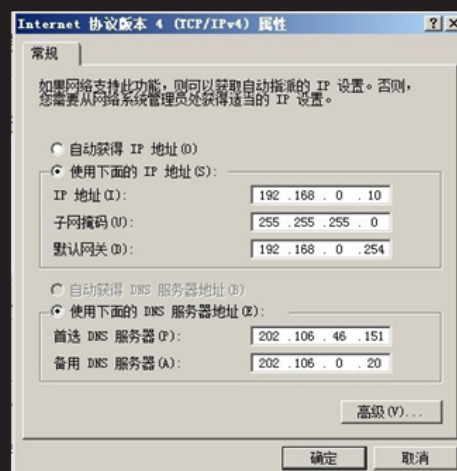 Internet 协议版本 4 (TCP/IPv4) 属性
常规
如果网络支持此功能，则可以获取自动指派的 IP 设置。否则，
您需要从网络系统管理员处获得适当的 IP 设置。
自动获得 IP 地址(O)
使用下面的 IP 地址(S):
IP 地址(I): 192 .168 . 0 . 10
子网掩码(U): 255 .255 .255 . 0
默认网关(D): 192 .168 . 0 .254
自动获得 DNS 服务器地址(B)
使用下面的 DNS 服务器地址(E):
首选 DNS 服务器(P): 202 .106 . 46 .151
备用 DNS 服务器(A): 202 .106 . 0 . 20
高级(V)...
确定 取消